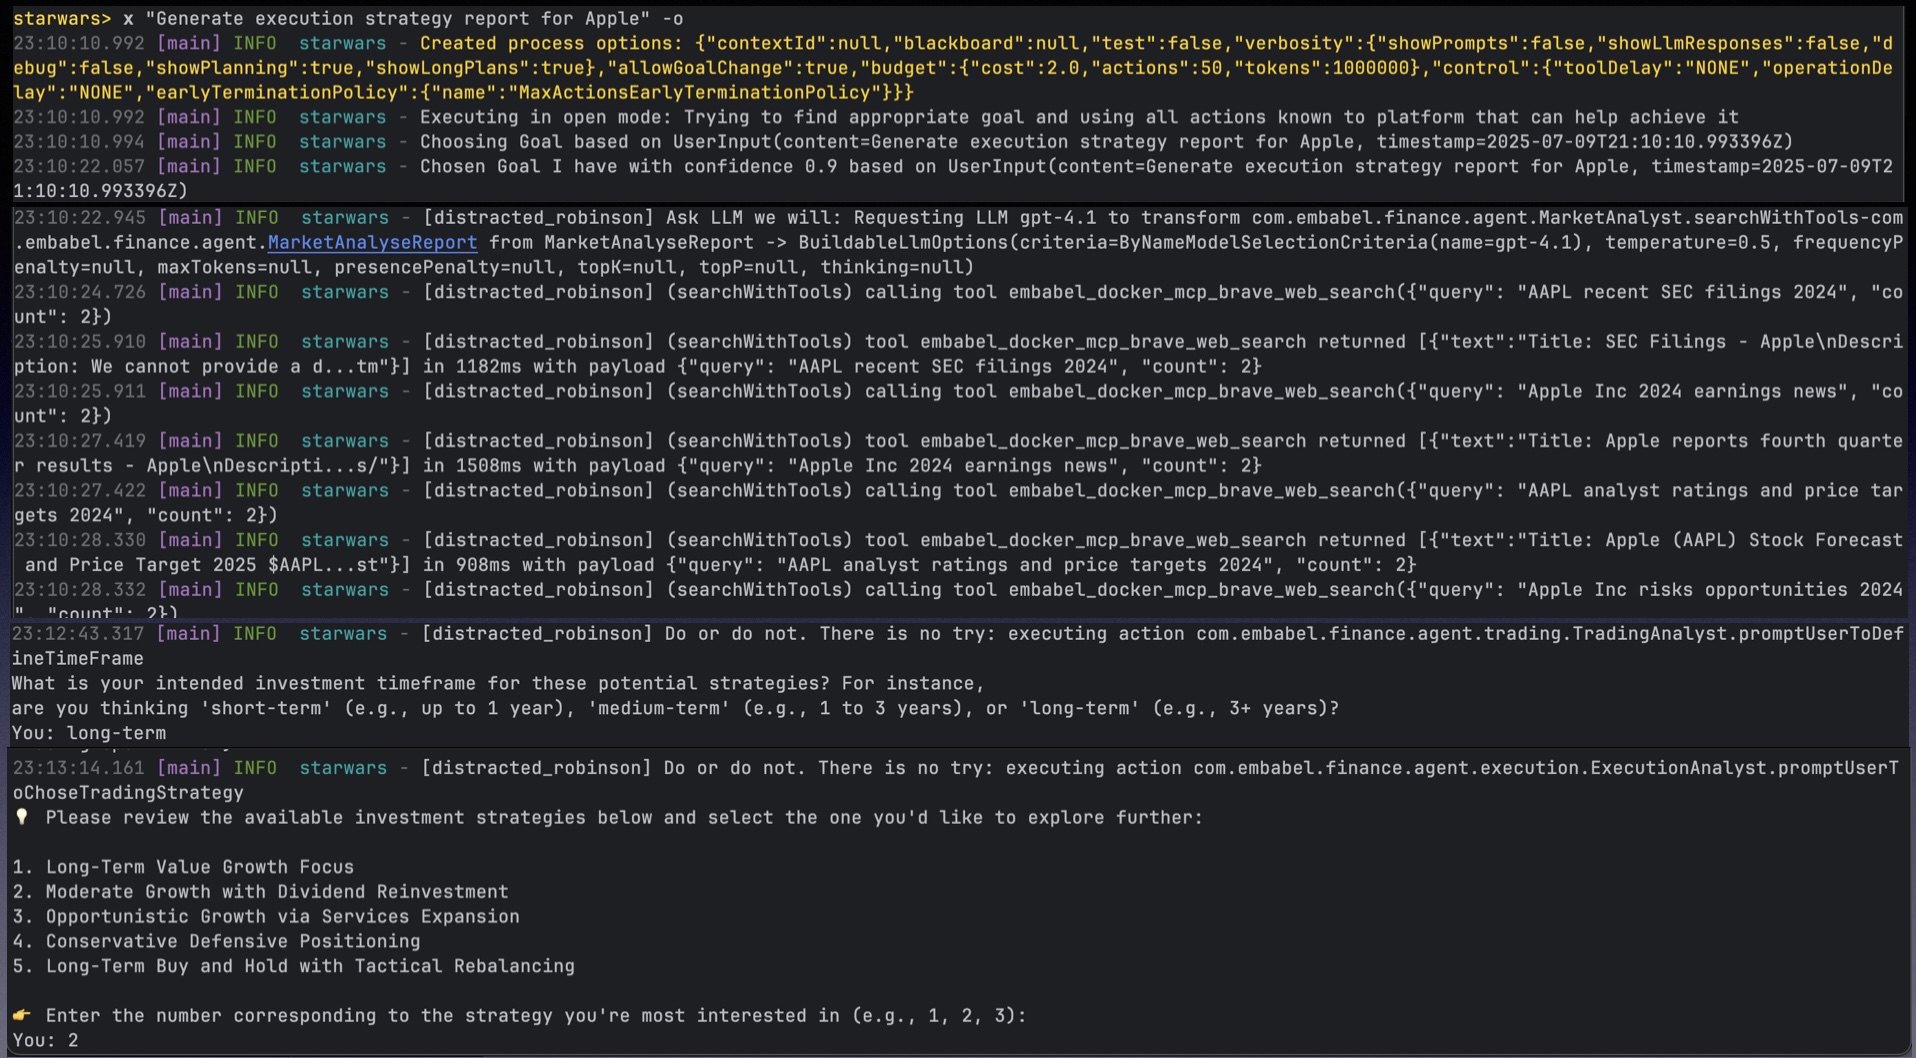 starwars> x "Generate execution strategy report for Apple" -o
23:10:10.992 [main] INFO  starwars - Created process options: {"contextId":null,"blackboard":null,"test":false,"verbosity":{"showPrompts":false,"showLlmResponses":false,"d
ebug":false,"showPlanning":true,"showLongPlans":true},"allowGoalChange":true,"budget":{"cost":2.0,"actions":50,"tokens":1000000},"control":{"toolDelay":"NONE","operationDe
lay":"NONE","earlyTerminationPolicy":{"name":"MaxActionsEarlyTerminationPolicy"}}}
23:10:10.992 [main] INFO  starwars - Executing in open mode: Trying to find appropriate goal and using all actions known to platform that can help achieve it
23:10:10.994 [main] INFO  starwars - Choosing Goal based on UserInput(content=Generate execution strategy report for Apple, timestamp=2025-07-09T21:10:10.993396Z)
23:10:22.057 [main] INFO  starwars - Chosen Goal I have with confidence 0.9 based on UserInput(content=Generate execution strategy report for Apple, timestamp=2025-07-09T2
1:10:10.993396Z)
23:10:22.945 [main] INFO  starwars - [distracted_robinson] Ask LLM we will: Requesting LLM gpt-4.1 to transform com.embabel.finance.agent.MarketAnalyst.searchWithTools-com
.embabel.finance.agent.MarketAnalyseReport from MarketAnalyseReport -> BuildableLlmOptions(criteria=ByNameModelSelectionCriteria(name=gpt-4.1), temperature=0.5, frequencyP
enalty=null, maxTokens=null, presencePenalty=null, topK=null, topP=null, thinking=null)
23:10:24.726 [main] INFO  starwars - [distracted_robinson] (searchWithTools) calling tool embabel_docker_mcp_brave_web_search({"query": "AAPL recent SEC filings 2024", "co
unt": 2})
23:10:25.910 [main] INFO  starwars - [distracted_robinson] (searchWithTools) tool embabel_docker_mcp_brave_web_search returned [{"text":"Title: SEC Filings - Apple\nDescri
ption: We cannot provide a d...tm"}] in 1182ms with payload {"query": "AAPL recent SEC filings 2024", "count": 2}
23:10:25.911 [main] INFO  starwars - [distracted_robinson] (searchWithTools) calling tool embabel_docker_mcp_brave_web_search({"query": "Apple Inc 2024 earnings news", "co
unt": 2})
23:10:27.419 [main] INFO  starwars - [distracted_robinson] (searchWithTools) tool embabel_docker_mcp_brave_web_search returned [{"text":"Title: Apple reports fourth quarte
r results - Apple\nDescripti...s/"}] in 1508ms with payload {"query": "Apple Inc 2024 earnings news", "count": 2}
23:10:27.422 [main] INFO  starwars - [distracted_robinson] (searchWithTools) calling tool embabel_docker_mcp_brave_web_search({"query": "AAPL analyst ratings and price tar
gets 2024", "count": 2})
23:10:28.330 [main] INFO  starwars - [distracted_robinson] (searchWithTools) tool embabel_docker_mcp_brave_web_search returned [{"text":"Title: Apple (AAPL) Stock Forecast
 and Price Target 2025 $AAPL...st"}] in 908ms with payload {"query": "AAPL analyst ratings and price targets 2024", "count": 2}
23:10:28.332 [main] INFO  starwars - [distracted_robinson] (searchWithTools) calling tool embabel_docker_mcp_brave_web_search({"query": "Apple Inc risks opportunities 2024
", "count": 2})
23:12:43.317 [main] INFO  starwars - [distracted_robinson] Do or do not. There is no try: executing action com.embabel.finance.agent.trading.TradingAnalyst.promptUserToDef
ineTimeFrame
What is your intended investment timeframe for these potential strategies? For instance,
are you thinking 'short-term' (e.g., up to 1 year), 'medium-term' (e.g., 1 to 3 years), or 'long-term' (e.g., 3+ years)?
You: long-term
23:13:14.161 [main] INFO  starwars - [distracted_robinson] Do or do not. There is no try: executing action com.embabel.finance.agent.execution.ExecutionAnalyst.promptUserT
oChoseTradingStrategy
💡 Please review the available investment strategies below and select the one you'd like to explore further:
1. Long-Term Value Growth Focus
2. Moderate Growth with Dividend Reinvestment
3. Opportunistic Growth via Services Expansion
4. Conservative Defensive Positioning
5. Long-Term Buy and Hold with Tactical Rebalancing
👉 Enter the number corresponding to the strategy you're most interested in (e.g., 1, 2, 3):
You: 2